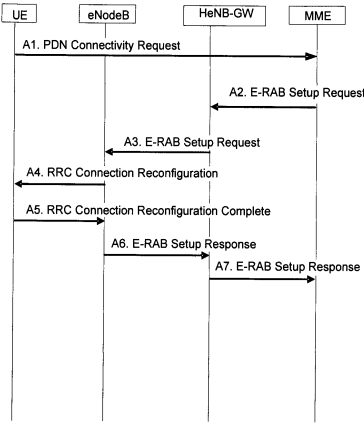 UE
eNodeB
HeNB-GW
MME
A1. PDN Connectivity Request
A2. E-RAB Setup Request
A3. E-RAB Setup Request
A4. RRC Connection Reconfiguration
A5. RRC Connection Reconfiguration Complete
A6. E-RAB Setup Response
A7. E-RAB Setup Response